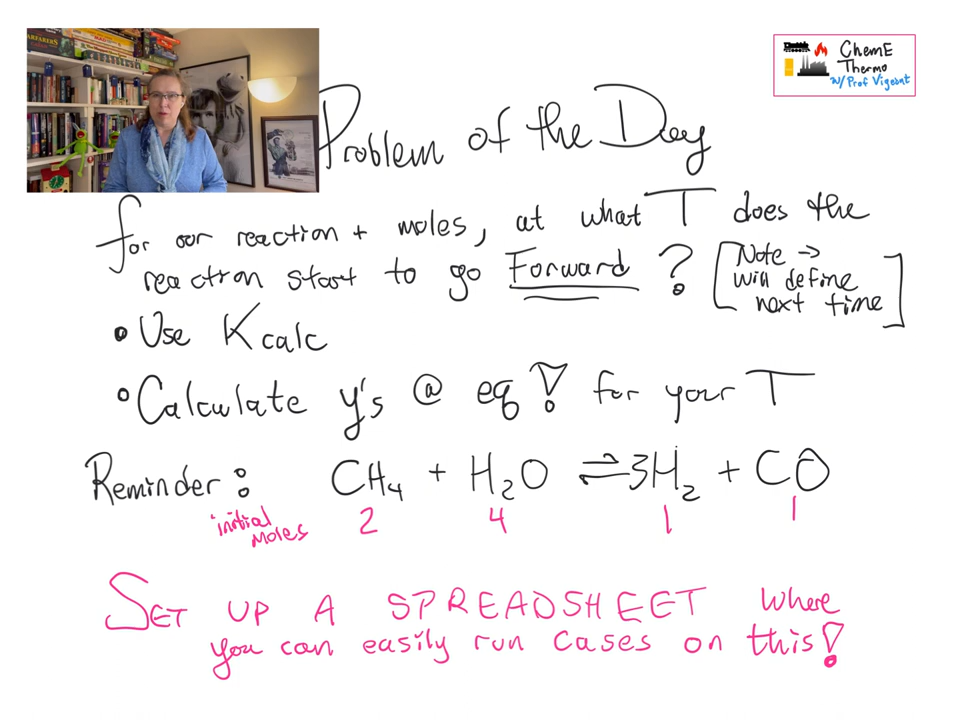 ChemE
Thermo
w/ Prof Vigeant
Problem of the Day
For our reaction + moles, at what T does the
reaction start to go Forward ? [Note →
will define
next time]
• Use Kcalc
• Calculate y's @ eq! for your T
Reminder: CH4 + H2O ⇌ 3H2 + CO
initial moles 2 4 1 1
SET UP A SPREADSHEET where
you can easily run cases on this!